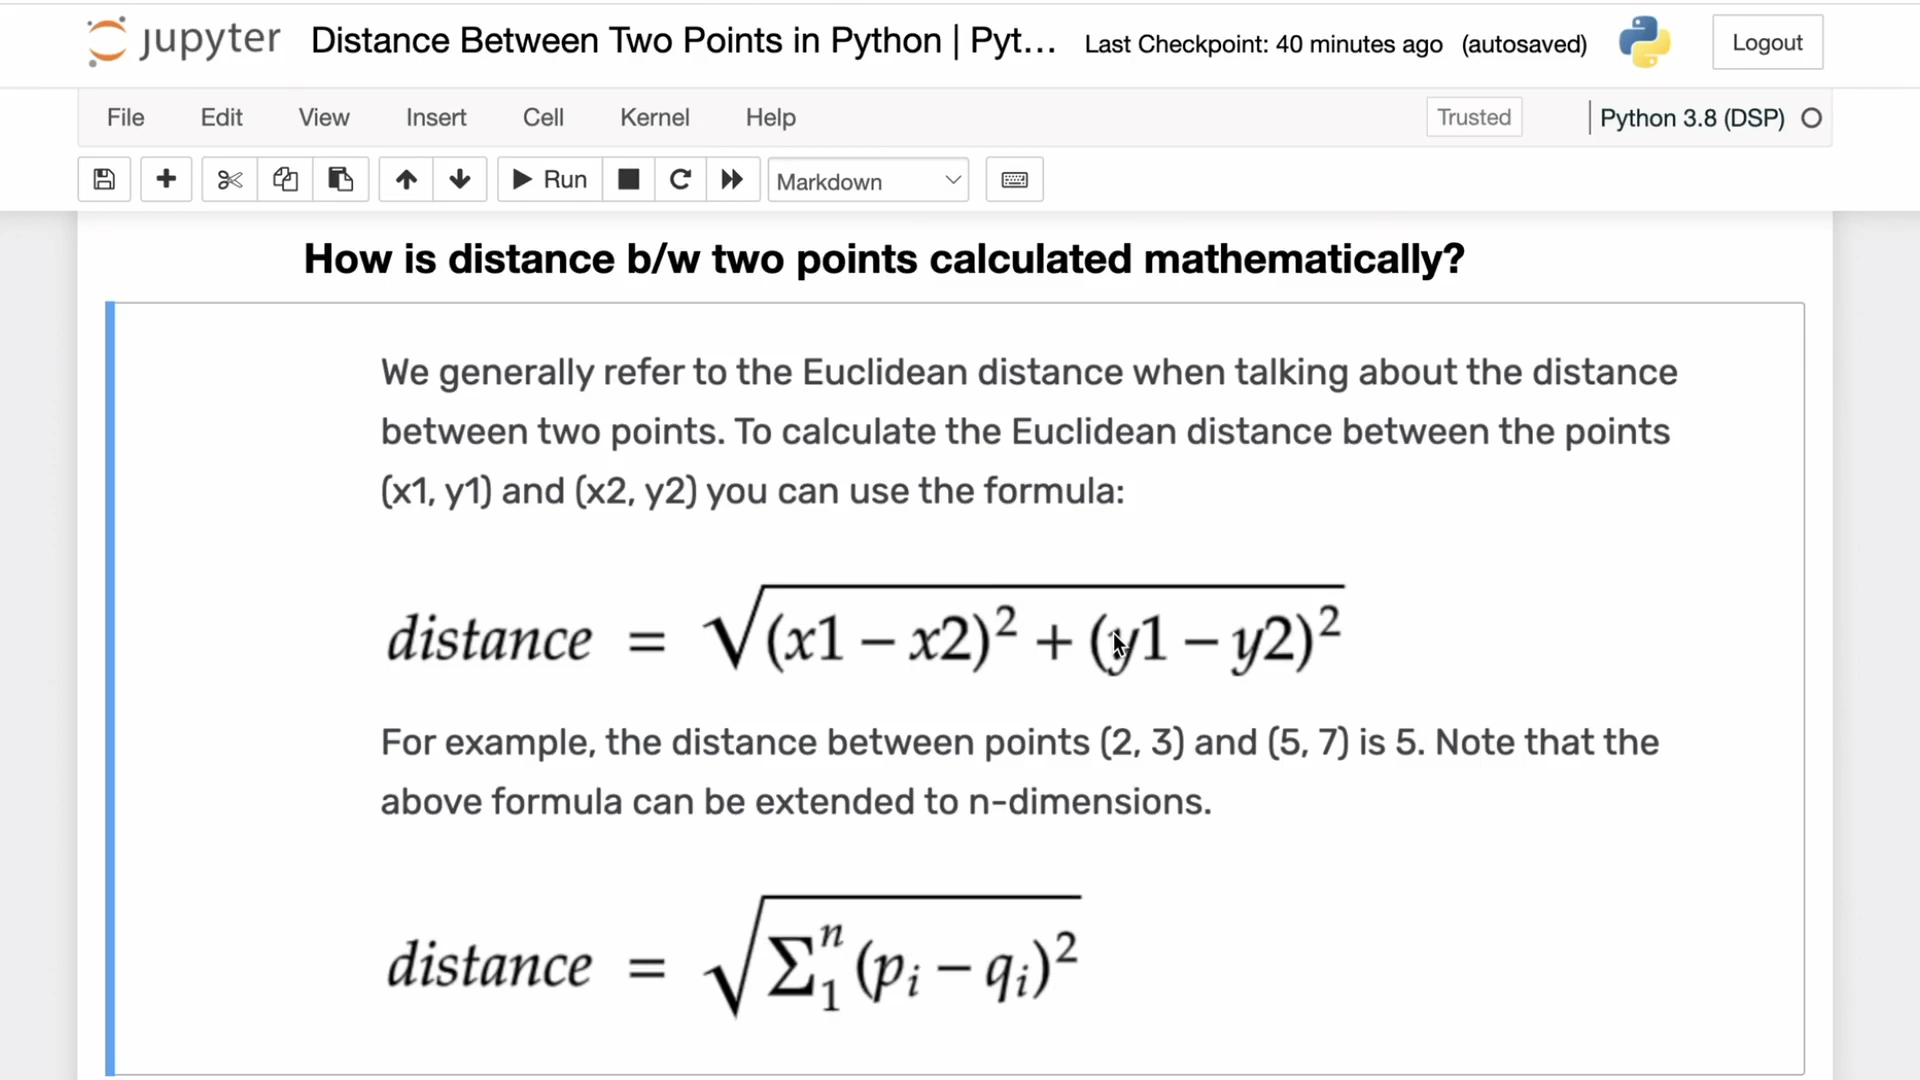 jupyter Distance Between Two Points in Python | Pyt... Last Checkpoint: 40 minutes ago (autosaved) Logout
File Edit View Insert Cell Kernel Help Trusted Python 3.8 (DSP)
Run Markdown
How is distance b/w two points calculated mathematically?
We generally refer to the Euclidean distance when talking about the distance
between two points. To calculate the Euclidean distance between the points
(x1, y1) and (x2, y2) you can use the formula:
distance = √(x1 − x2)² + (y1 − y2)²
For example, the distance between points (2, 3) and (5, 7) is 5. Note that the
above formula can be extended to n-dimensions.
distance = √Σ₁ⁿ (pᵢ − qᵢ)²